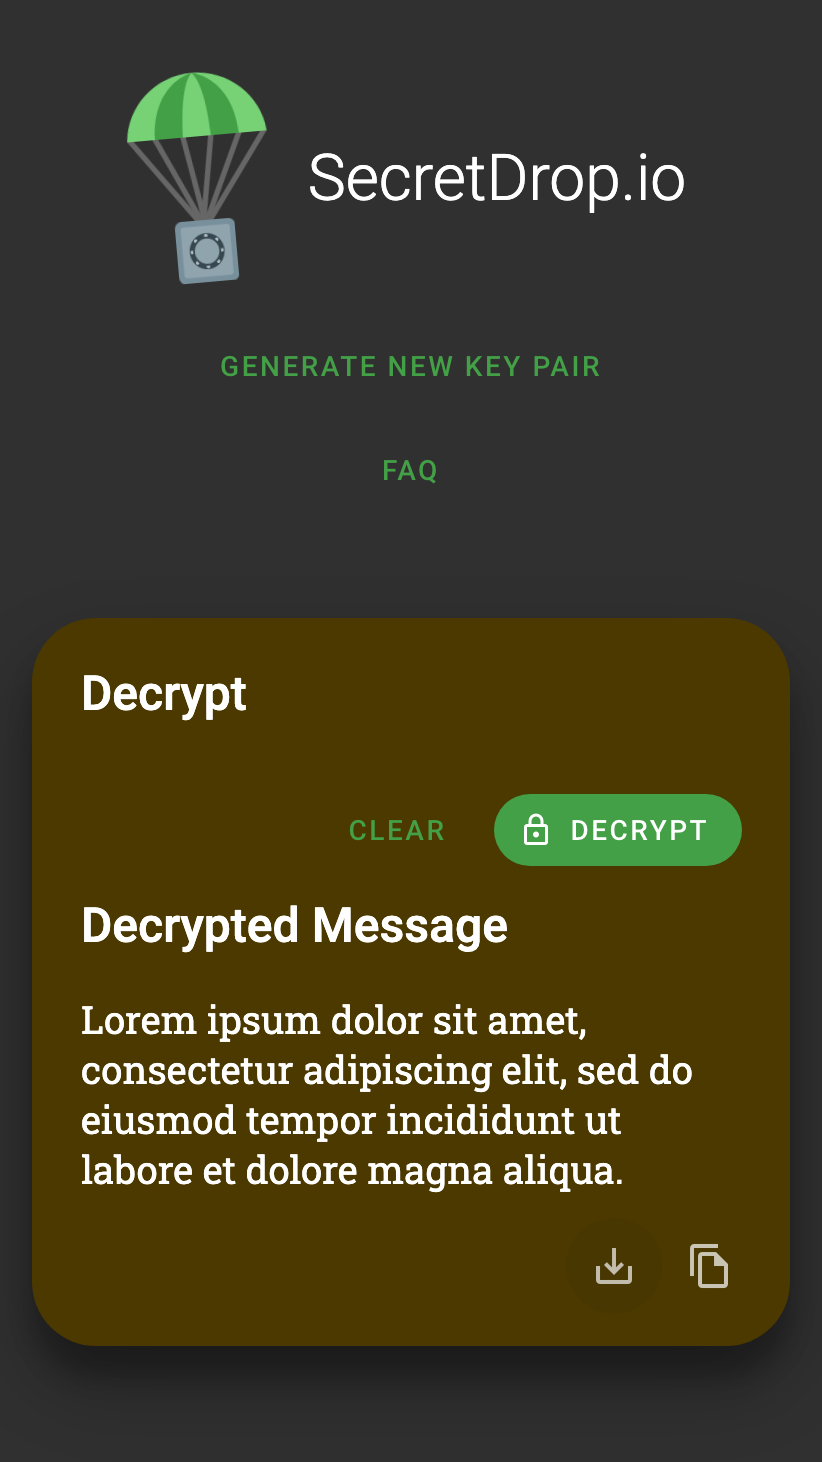 SecretDrop.io
GENERATE NEW KEY PAIR
FAQ
Decrypt
CLEAR
DECRYPT
Decrypted Message
Lorem ipsum dolor sit amet,
consectetur adipiscing elit, sed do
eiusmod tempor incididunt ut
labore et dolore magna aliqua.